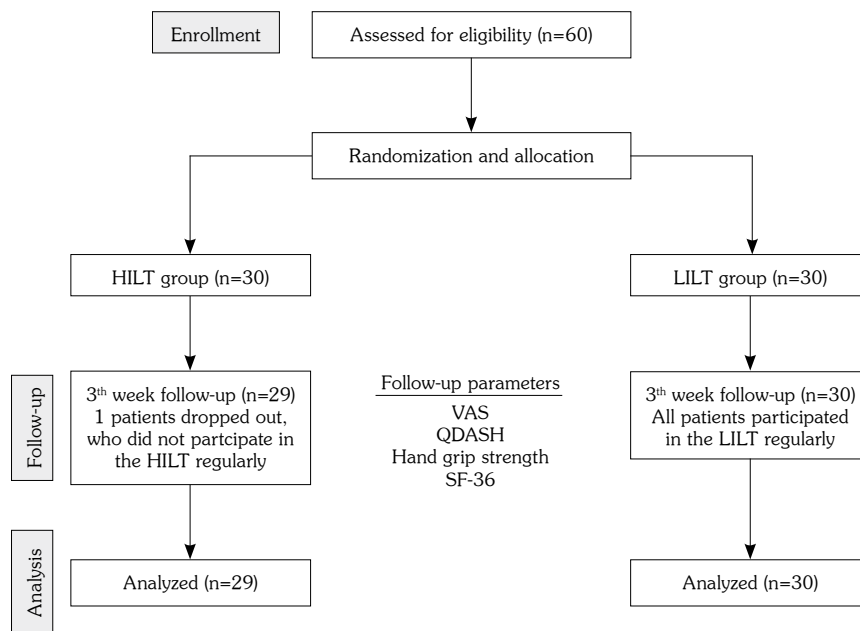 Enrollment
Assessed for eligibility (n=60)
Randomization and allocation
HILT group (n=30)
LILT group (n=30)
Follow-up
3th week follow-up (n=29)
1 patients dropped out,
who did not partcipate in
the HILT regularly
Follow-up parameters
VAS
QDASH
Hand grip strength
SF-36
3th week follow-up (n=30)
All patients participated
in the LILT regularly
Analysis
Analyzed (n=29)
Analyzed (n=30)